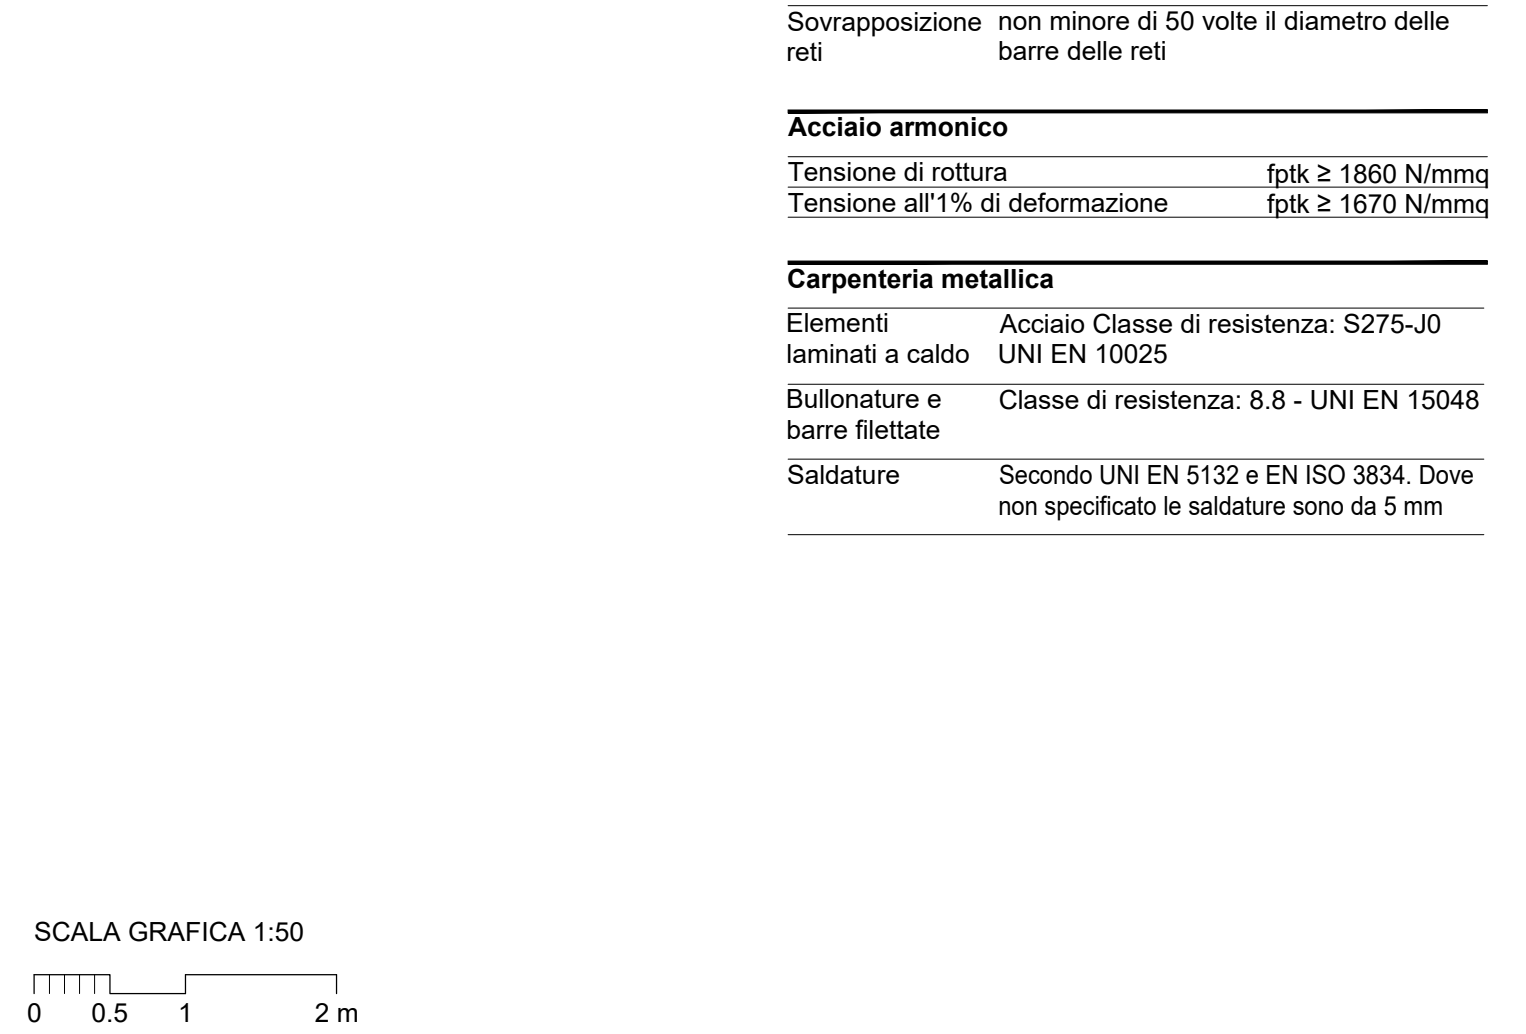 Sovrapposizione non minore di 50 volte il diametro delle
reti barre delle reti
Acciaio armonico
Tensione di rottura fptk ≥ 1860 N/mmq
Tensione all'1% di deformazione fptk ≥ 1670 N/mmq
Carpenteria metallica
Elementi Acciaio Classe di resistenza: S275-J0
laminati a caldo UNI EN 10025
Bullonature e Classe di resistenza: 8.8 - UNI EN 15048
barre filettate
Saldature Secondo UNI EN 5132 e EN ISO 3834. Dove
non specificato le saldature sono da 5 mm
SCALA GRAFICA 1:50
0 0.5 1 2 m